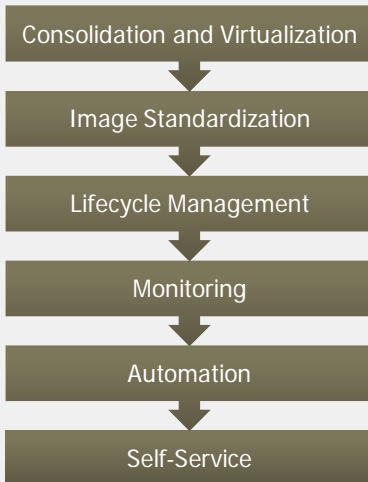 Consolidation and Virtualization
Image Standardization
Lifecycle Management
Monitoring
Automation
Self-Service